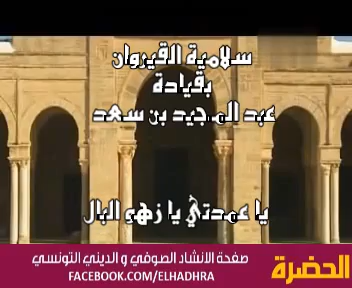 سلامية القيروان
بقيادة
عبد المجيد بن سعد
يا عمدتي يا زهو البال
صفحة الانشاد الصوفي و الديني التونسي
FACEBOOK.COM/ELHADHRA
الحضرة